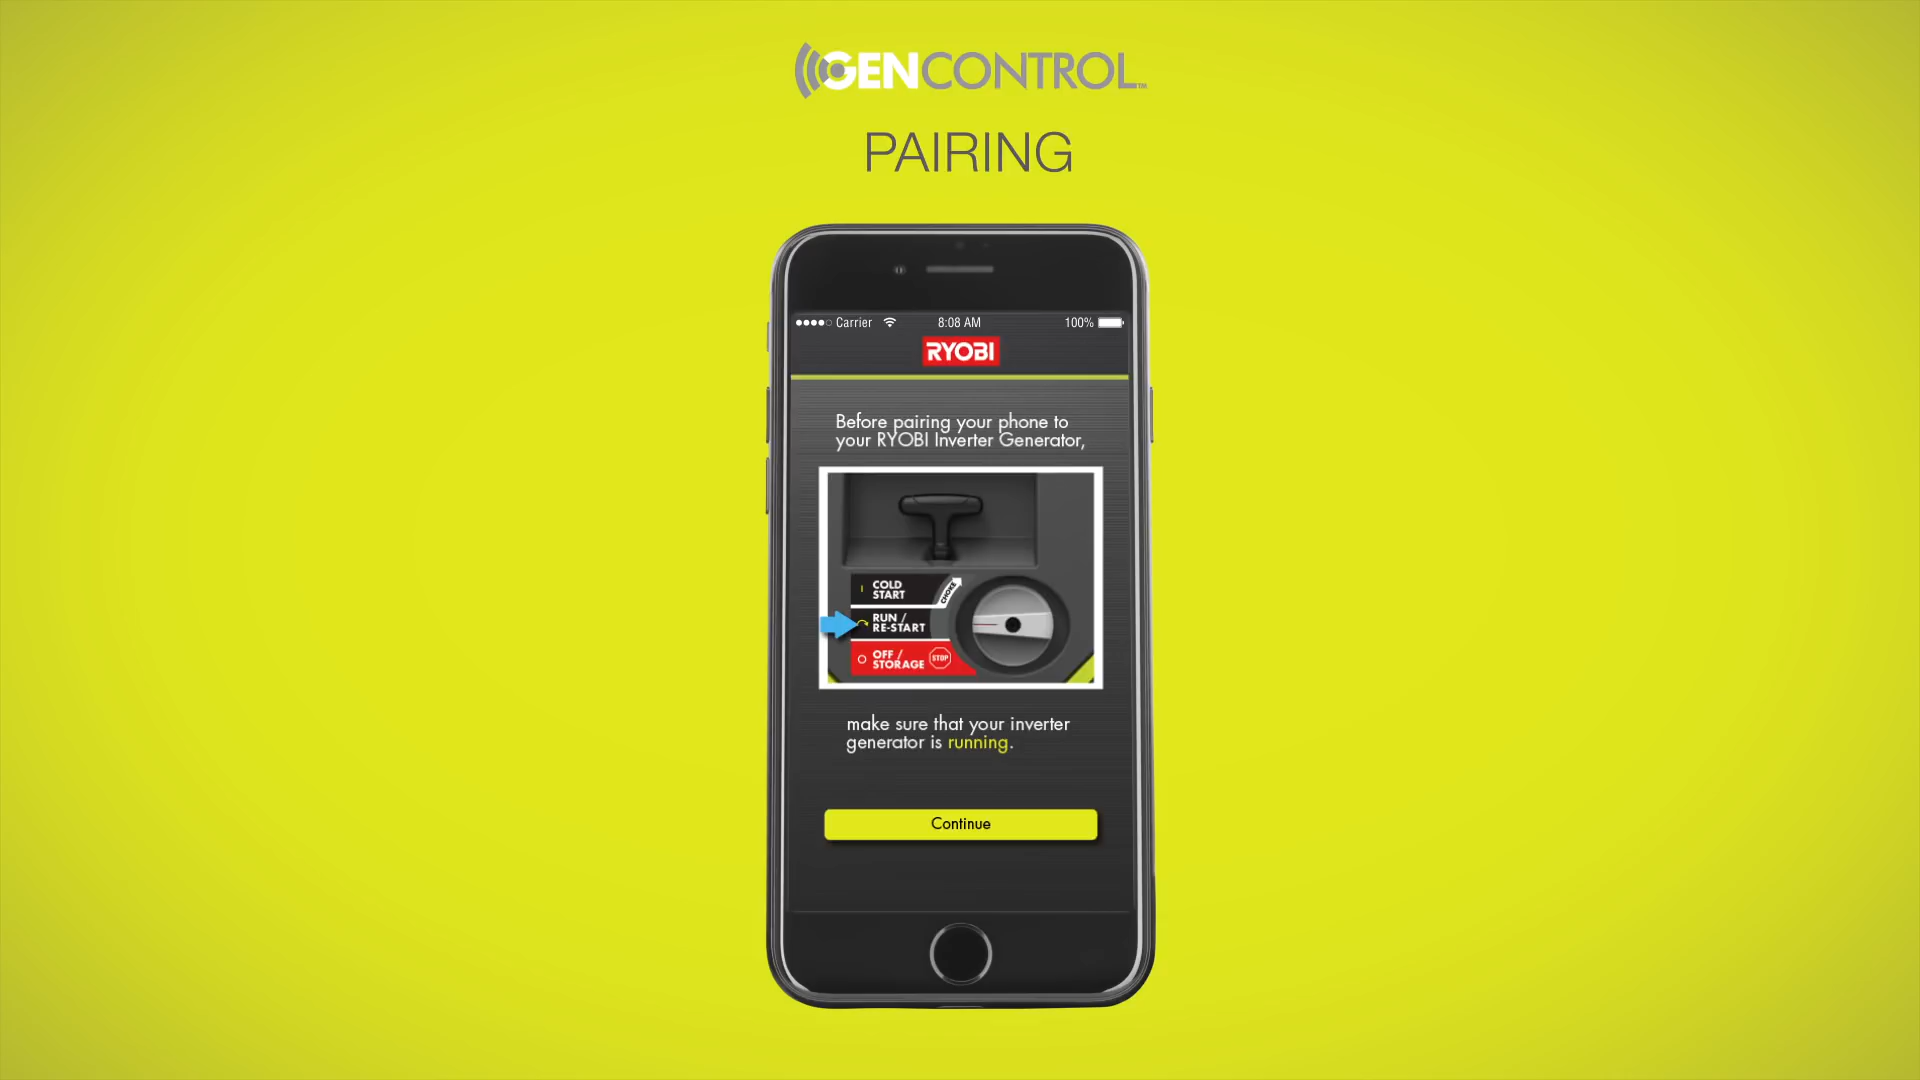 GENCONTROL™
PAIRING
Carrier 8:08 AM 100%
RYOBI
Before pairing your phone to
your RYOBI Inverter Generator,
COLD
START
CHOKE
RUN /
RE-START
OFF /
STORAGE
STOP
make sure that your inverter
generator is running.
Continue